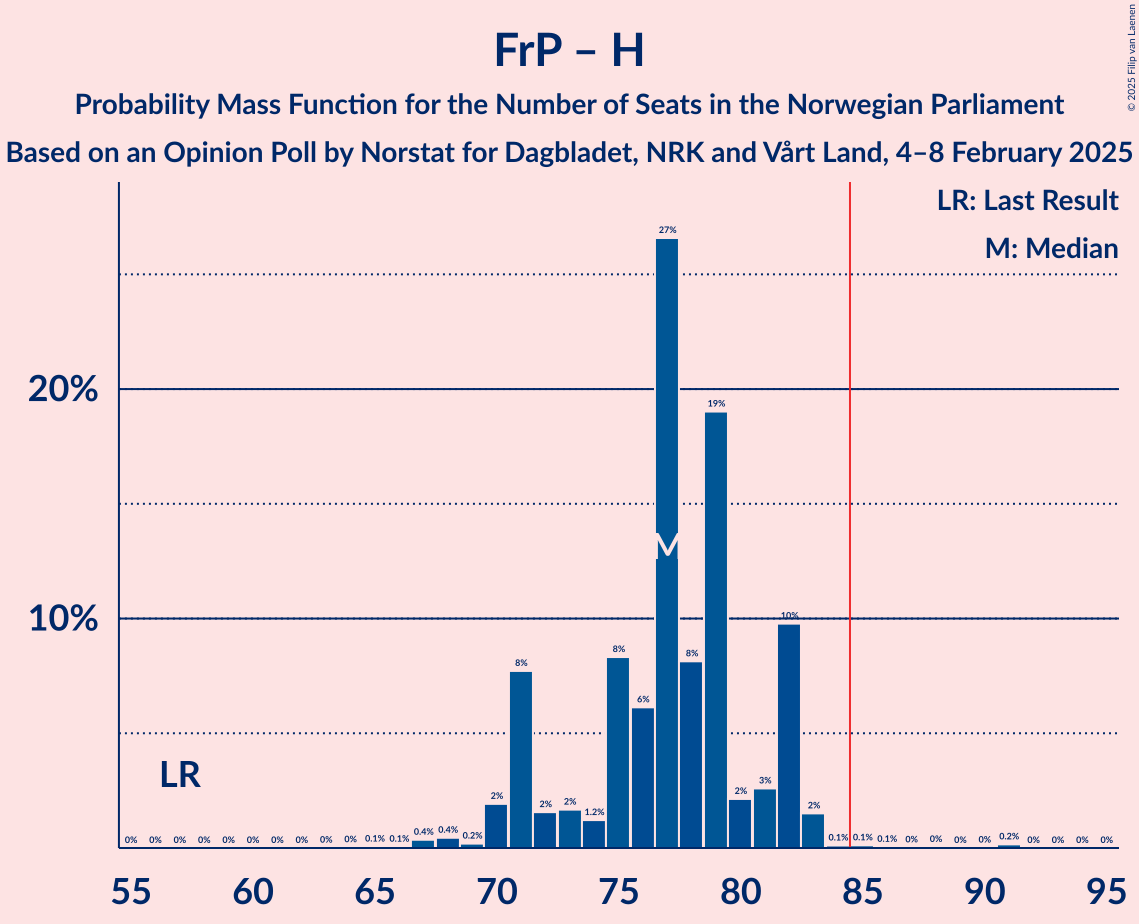 FrP – H
Probability Mass Function for the Number of Seats in the Norwegian Parliament
Based on an Opinion Poll by Norstat for Dagbladet, NRK and Vårt Land, 4–8 February 2025
© 2025 Filip van Laenen
LR: Last Result
M: Median
27%
20%
19%
M
10%
10%
8%
8%
8%
6%
LR
2%
2%
2%
1.2%
2%
3%
2%
0% 0% 0% 0% 0% 0% 0% 0% 0% 0% 0.1% 0.1% 0.4% 0.4% 0.2% 0.1% 0.1% 0.1% 0% 0% 0% 0% 0.2% 0% 0% 0% 0%
55 60 65 70 75 80 85 90 95